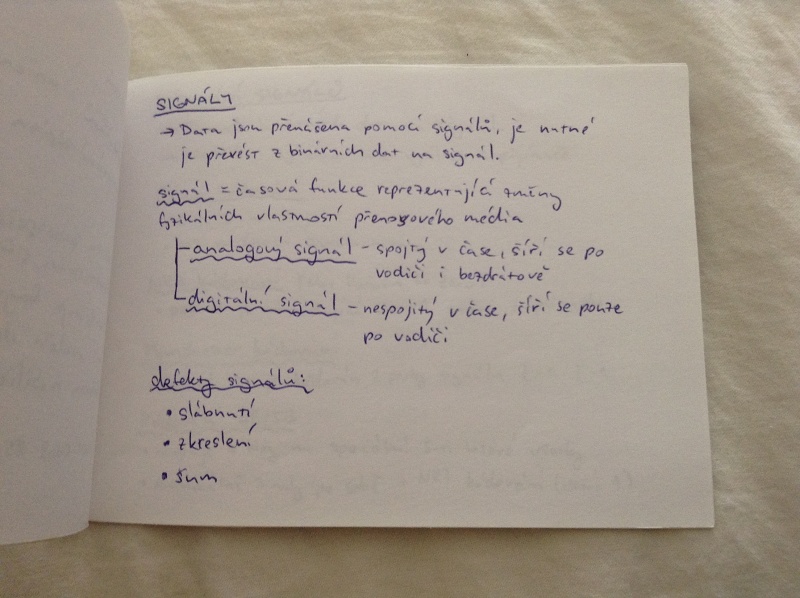 SIGNÁLY
→ Data jsou přenášena pomocí signálů, je nutné
je převést z binárních dat na signál.
signál = časová funkce reprezentující změny
fyzikálních vlastností přenosového média
analogový signál - spojitý v čase, šíří se po
vodiči i bezdrátově
digitální signál - nespojitý v čase, šíří se pouze
po vodiči
defekty signálů:
• slábnutí
• zkreslení
• šum